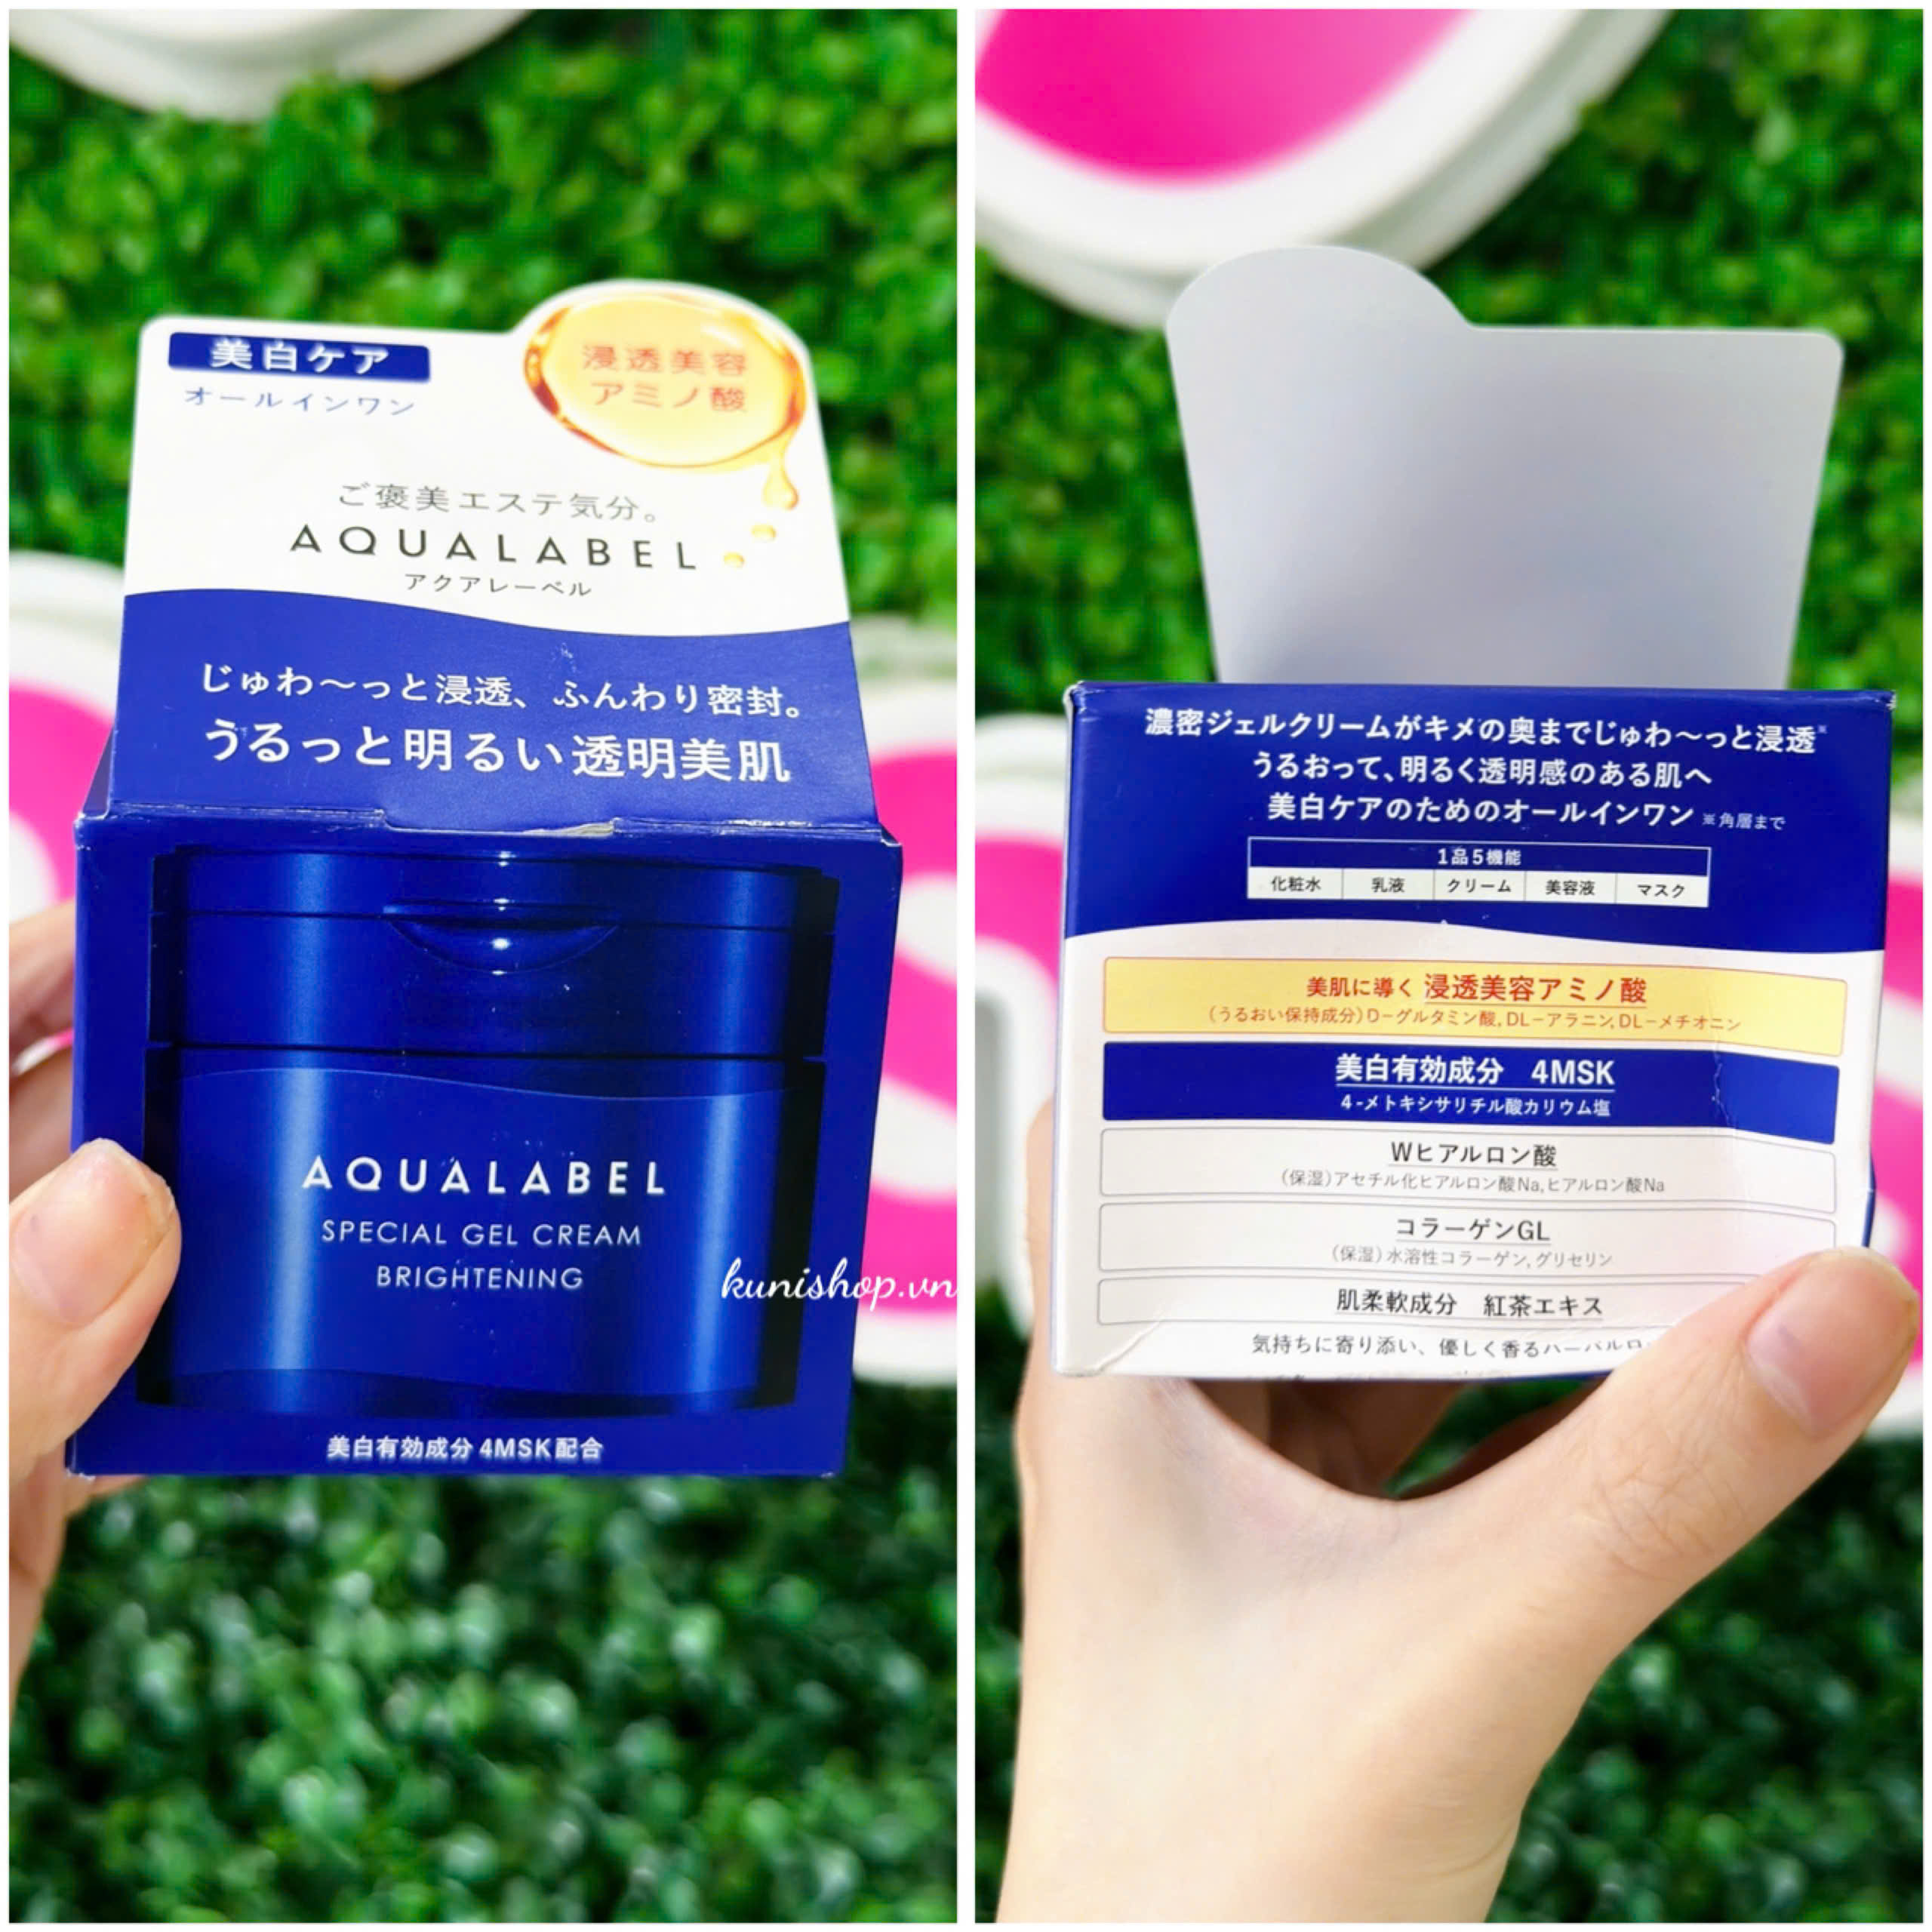 美白ケア
オールインワン
浸透美容
アミノ酸
ご褒美エステ気分。
AQUALABEL
アクアレーベル
じゅわ〜っと浸透、ふんわり密封。
うるっと明るい透明美肌
AQUALABEL
SPECIAL GEL CREAM
BRIGHTENING
美白有効成分 4MSK配合
kunishop.vn
濃密ジェルクリームがキメの奥までじゅわ〜っと浸透※
うるおって、明るく透明感のある肌へ
美白ケアのためのオールインワン ※角層まで
1品5機能
化粧水 乳液 クリーム 美容液 マスク
美肌に導く 浸透美容アミノ酸
(うるおい保持成分)D-グルタミン酸, DL-アラニン, DL-メチオニン
美白有効成分 4MSK
4-メトキシサリチル酸カリウム塩
Wヒアルロン酸
(保湿)アセチル化ヒアルロン酸Na, ヒアルロン酸Na
コラーゲンGL
(保湿)水溶性コラーゲン, グリセリン
肌柔軟成分 紅茶エキス
気持ちに寄り添い、優しく香るハーバルロ